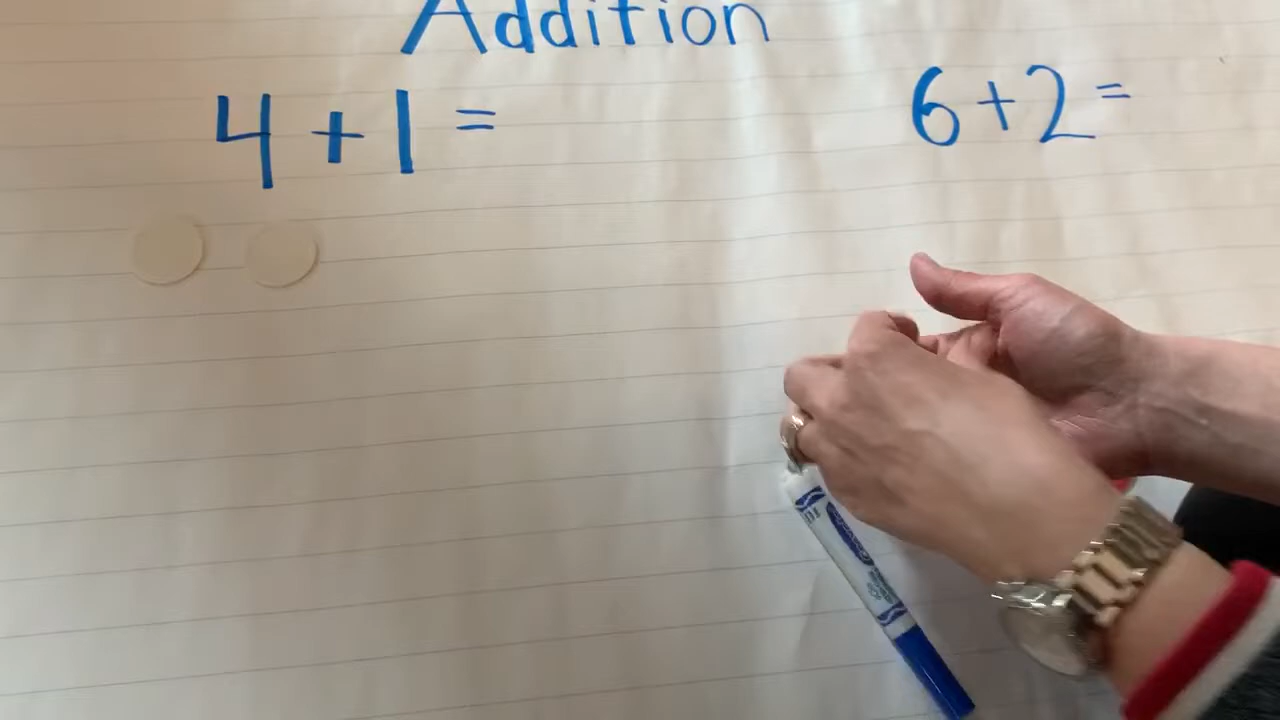 Addition
4 + 1 =
6 + 2 =